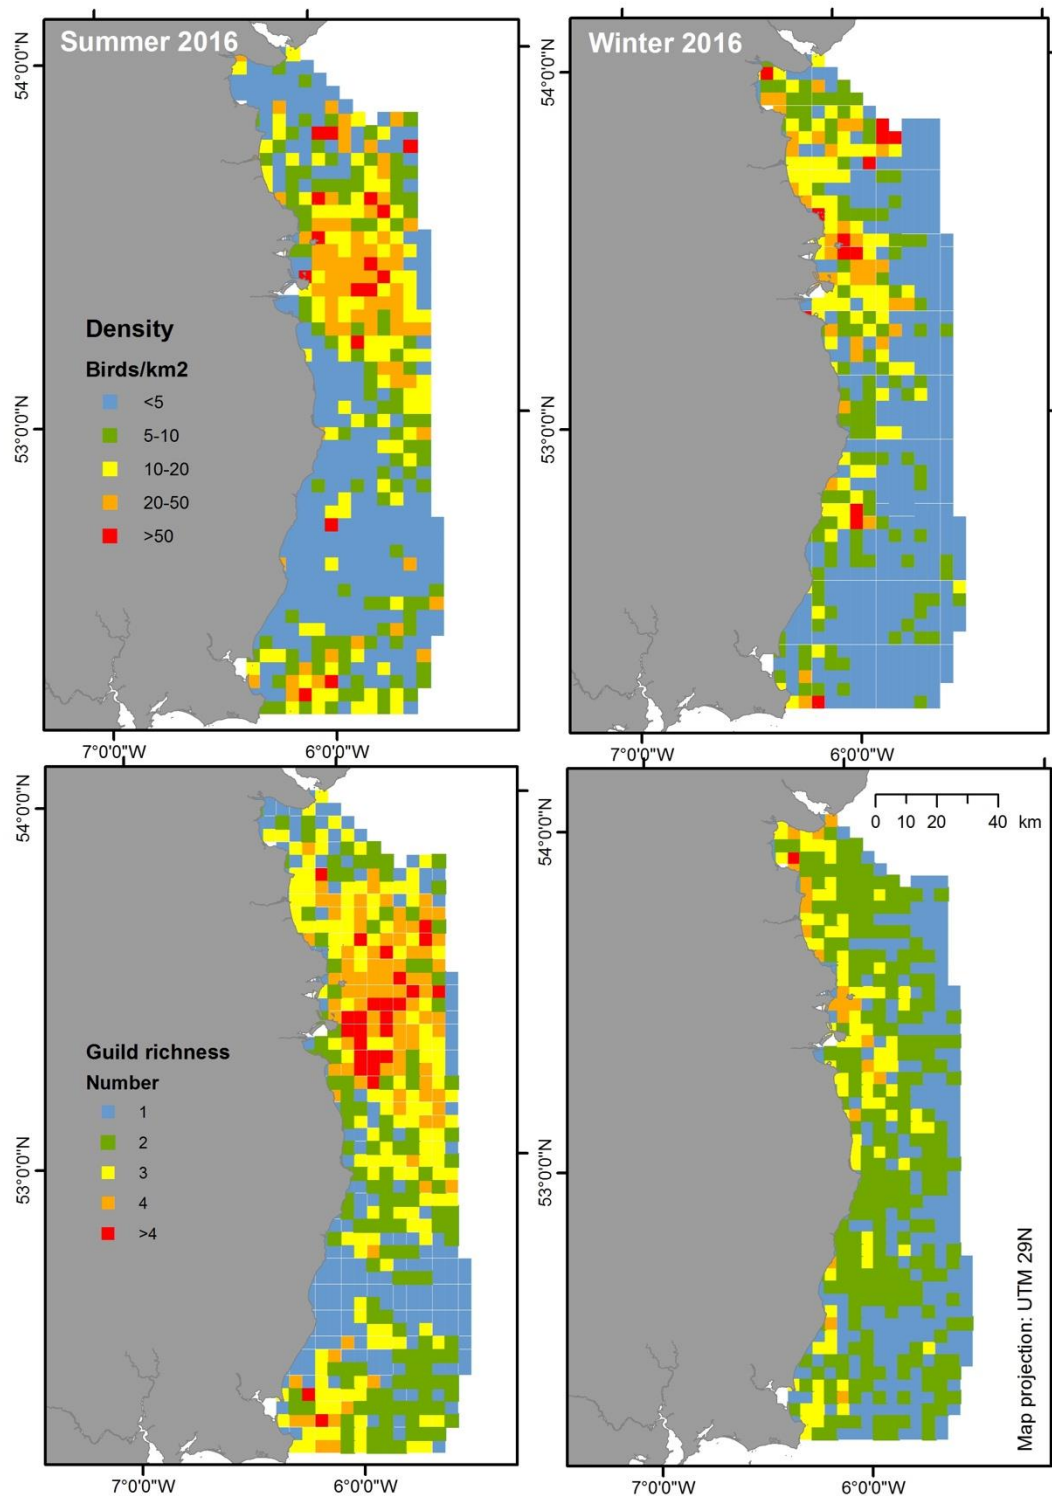 Summer 2016
Winter 2016
54°0'0"N
54°0'0"N
Density
Birds/km2
<5
5-10
10-20
20-50
>50
53°0'0"N
53°0'0"N
7°0'0"W
6°0'0"W
7°0'0"W
6°0'0"W
54°0'0"N
54°0'0"N
0 10 20 40 km
Guild richness
Number
1
2
3
4
>4
53°0'0"N
53°0'0"N
Map projection: UTM 29N
7°0'0"W
6°0'0"W
7°0'0"W
6°0'0"W